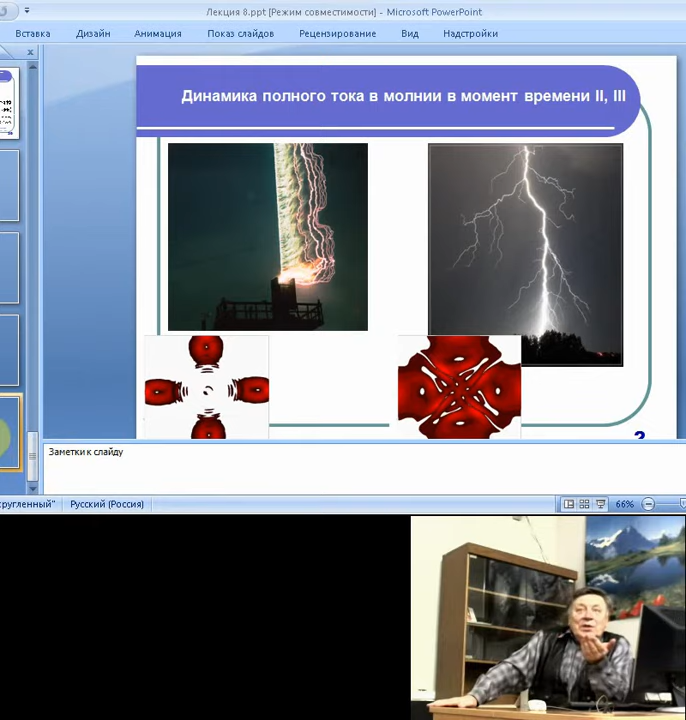 Лекция 8.ppt [Режим совместимости] - Microsoft PowerPoint
Вставка Дизайн Анимация Показ слайдов Рецензирование Вид Надстройки
Динамика полного тока в молнии в момент времени II, III
Заметки к слайду
Русский (Россия) 66%